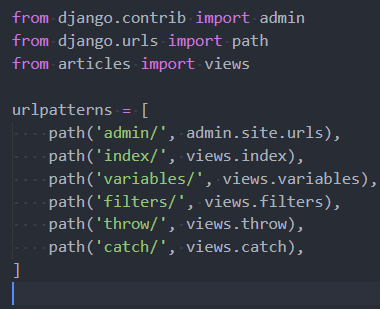 from django.contrib import admin
from django.urls import path
from articles import views

urlpatterns = [
    path('admin/', admin.site.urls),
    path('index/', views.index),
    path('variables/', views.variables),
    path('filters/', views.filters),
    path('throw/', views.throw),
    path('catch/', views.catch),
]